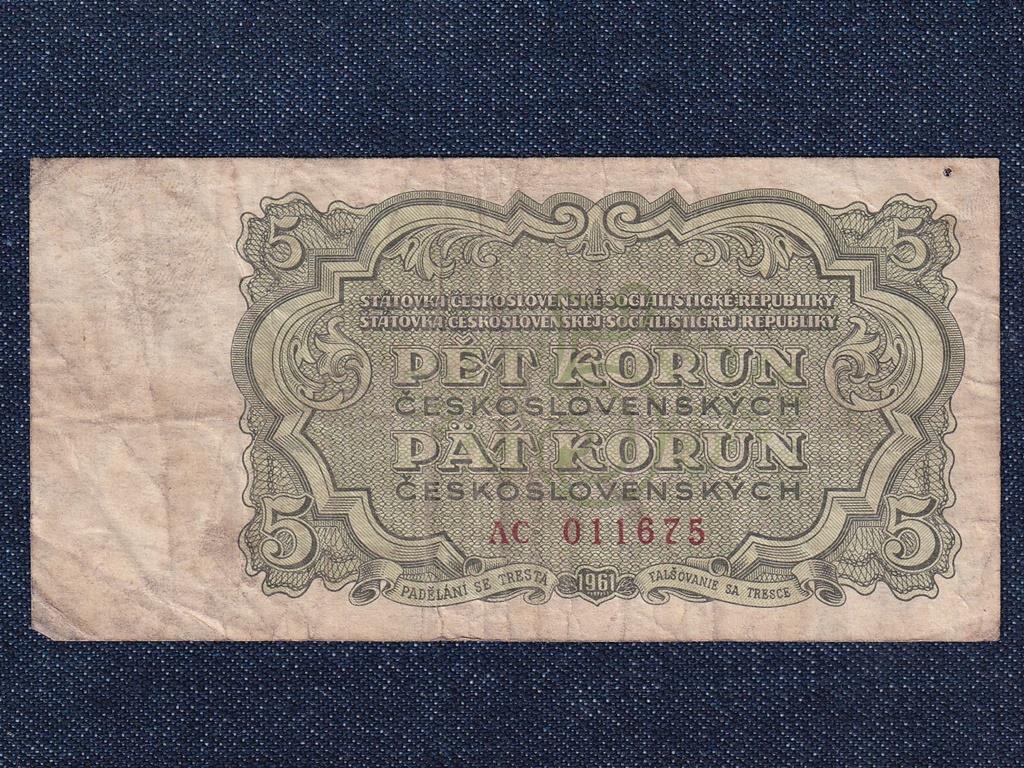 5 5
STÁTOVKA ČESKOSLOVENSKÉ SOCIALISTICKÉ REPUBLIKY
STÁTOVKA ČESKOSLOVENSKEJ SOCIALISTICKEJ REPUBLIKY
PĚT KORUN
ČESKOSLOVENSKÝCH
PÄŤ KORÚN
ČESKOSLOVENSKÝCH
AC 011675
5 5
PADĚLÁNÍ SE TRESTÁ 1961 FALŠOVANIE SA TRESCE